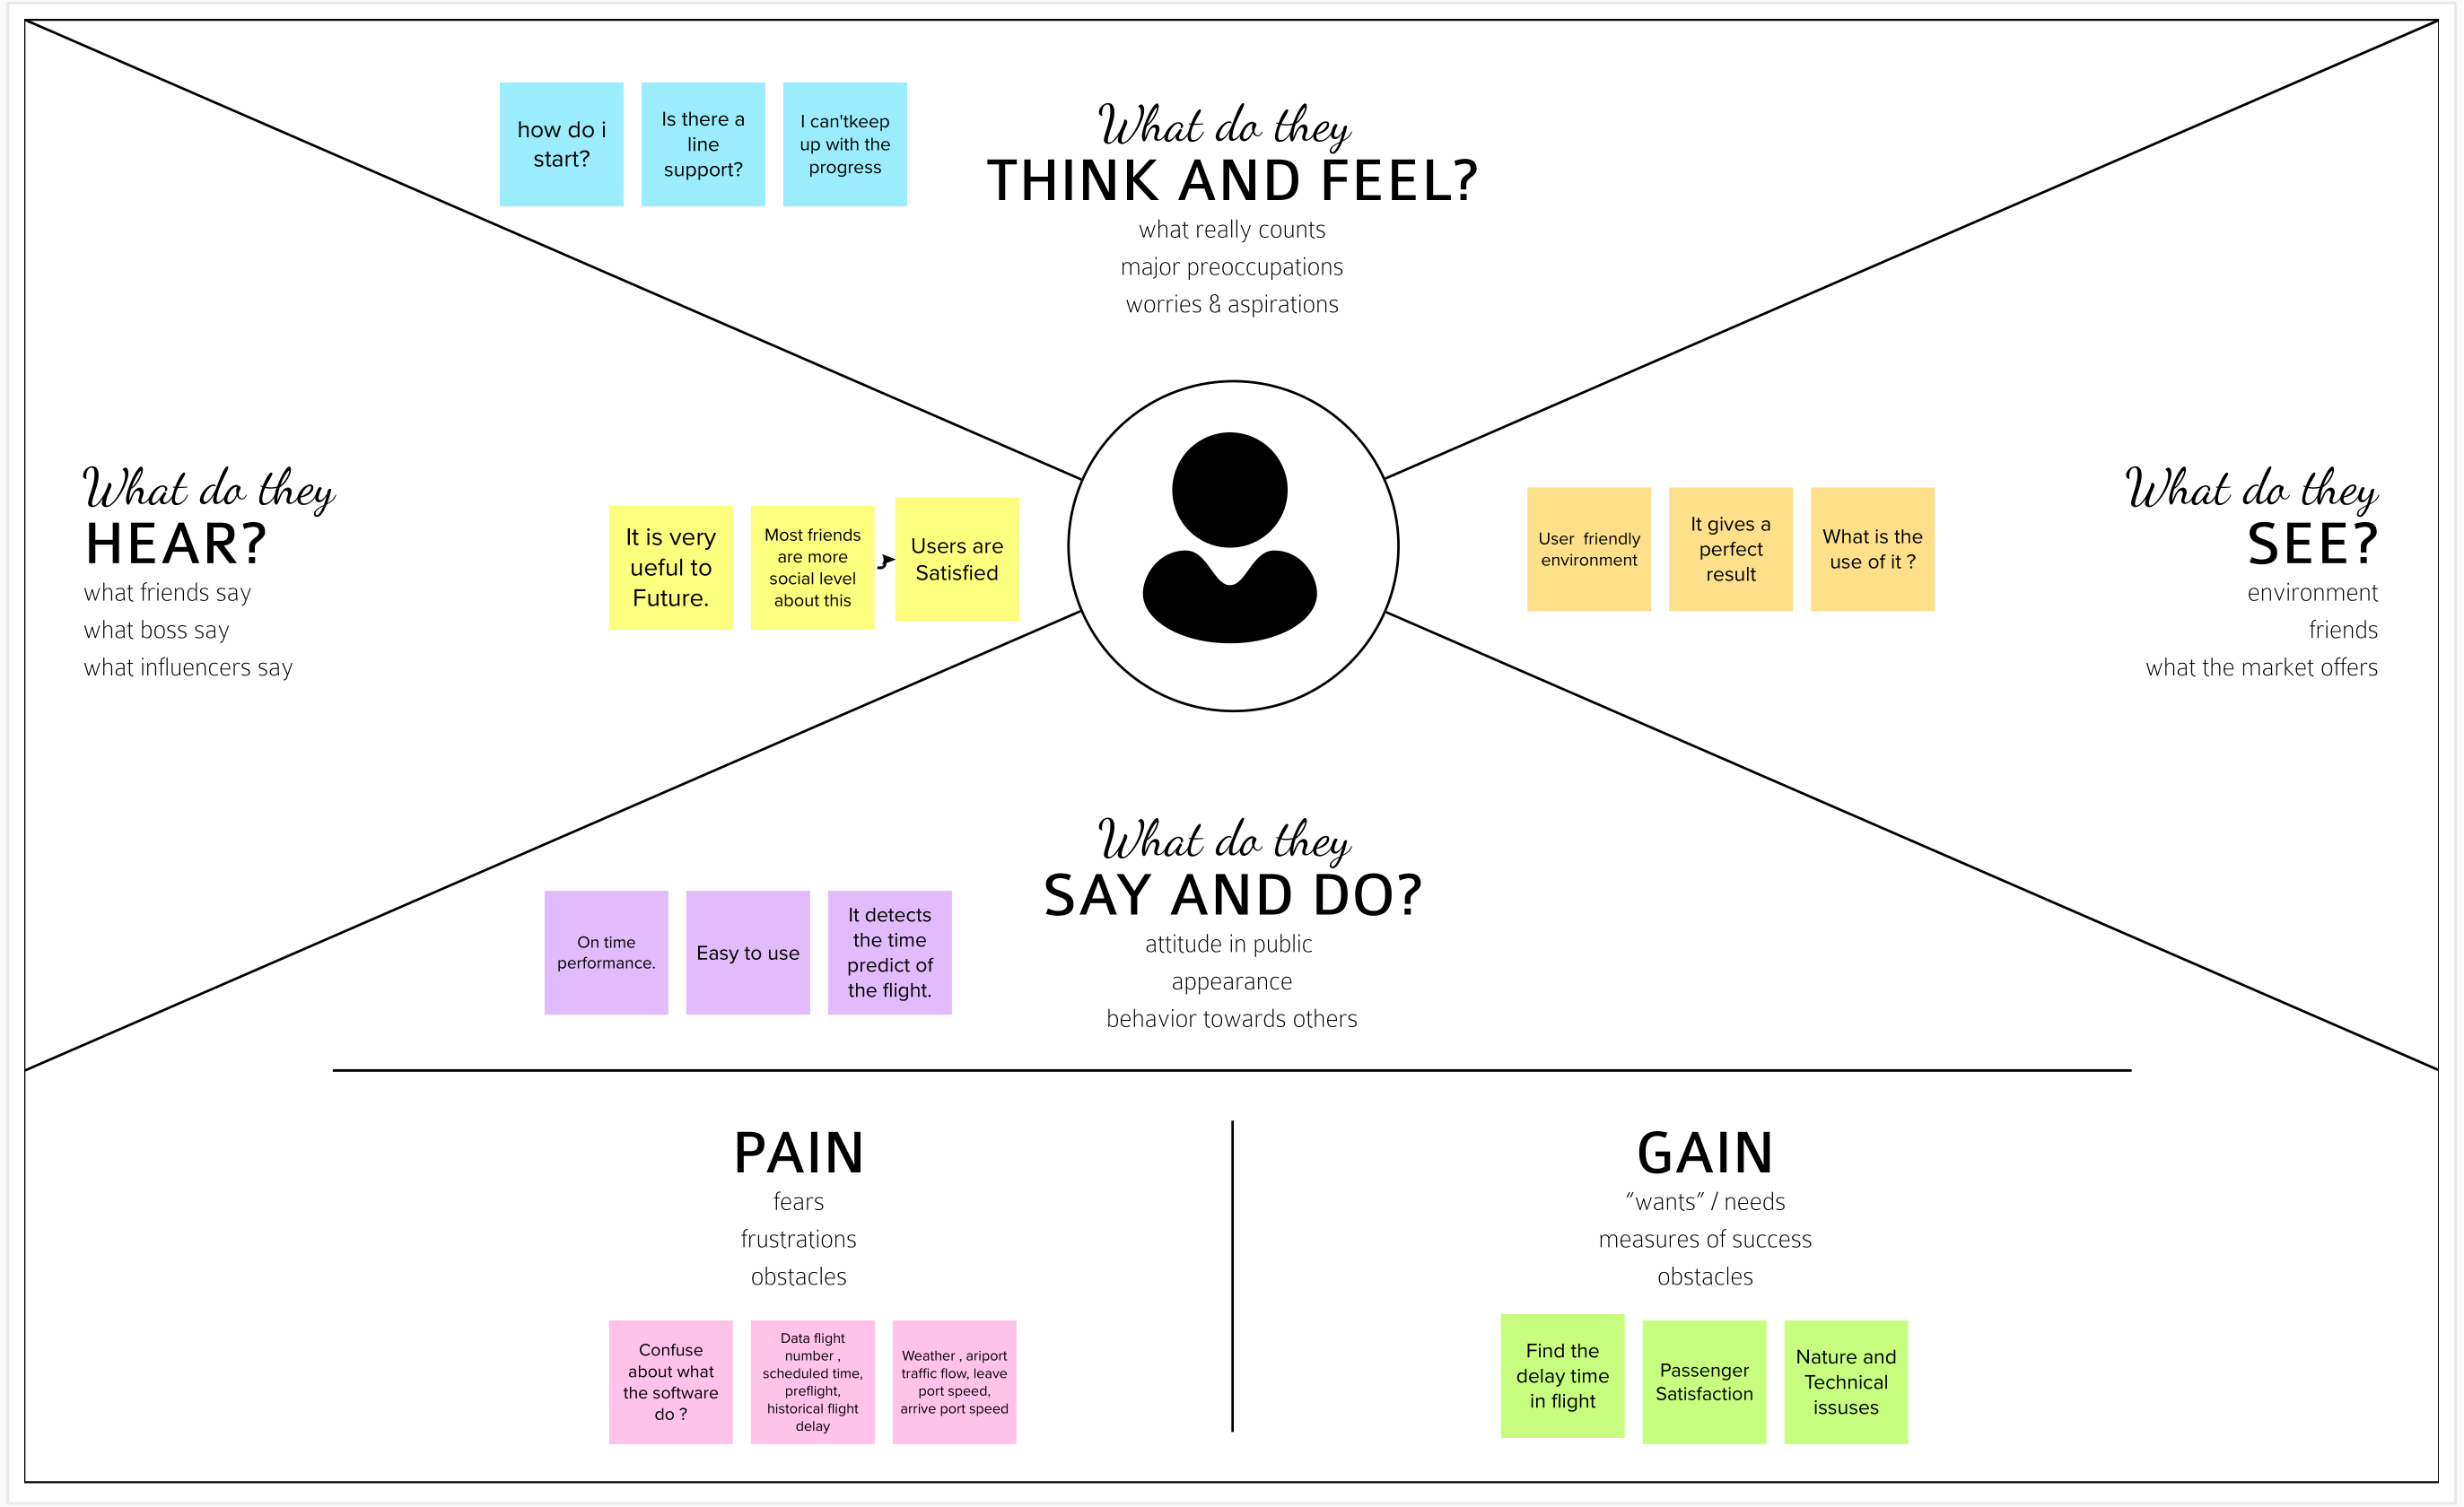 how do i
start?
Is there a
line
support?
I can'tkeep
up with the
progress
What do they
THINK AND FEEL?
what really counts
major preoccupations
worries & aspirations
What do they
HEAR?
what friends say
what boss say
what influencers say
It is very
ueful to
Future.
Most friends
are more
social level
about this
Users are
Satisfied
User friendly
environment
It gives a
perfect
result
What is the
use of it ?
What do they
SEE?
environment
friends
what the market offers
What do they
SAY AND DO?
attitude in public
appearance
behavior towards others
On time
performance.
Easy to use
It detects
the time
predict of
the flight.
PAIN
fears
frustrations
obstacles
Confuse
about what
the software
do ?
Data flight
number ,
scheduled time,
preflight,
historical flight
delay
Weather , ariport
traffic flow, leave
port speed,
arrive port speed
GAIN
“wants” / needs
measures of success
obstacles
Find the
delay time
in flight
Passenger
Satisfaction
Nature and
Technical
issuses